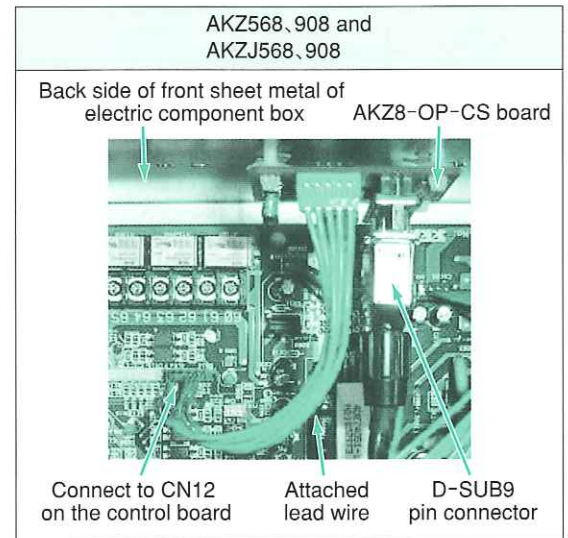 AKZ568、908 and
AKZJ568、908
Back side of front sheet metal of
electric component box
AKZ8-OP-CS board
Connect to CN12
on the control board
Attached
lead wire
D-SUB9
pin connector